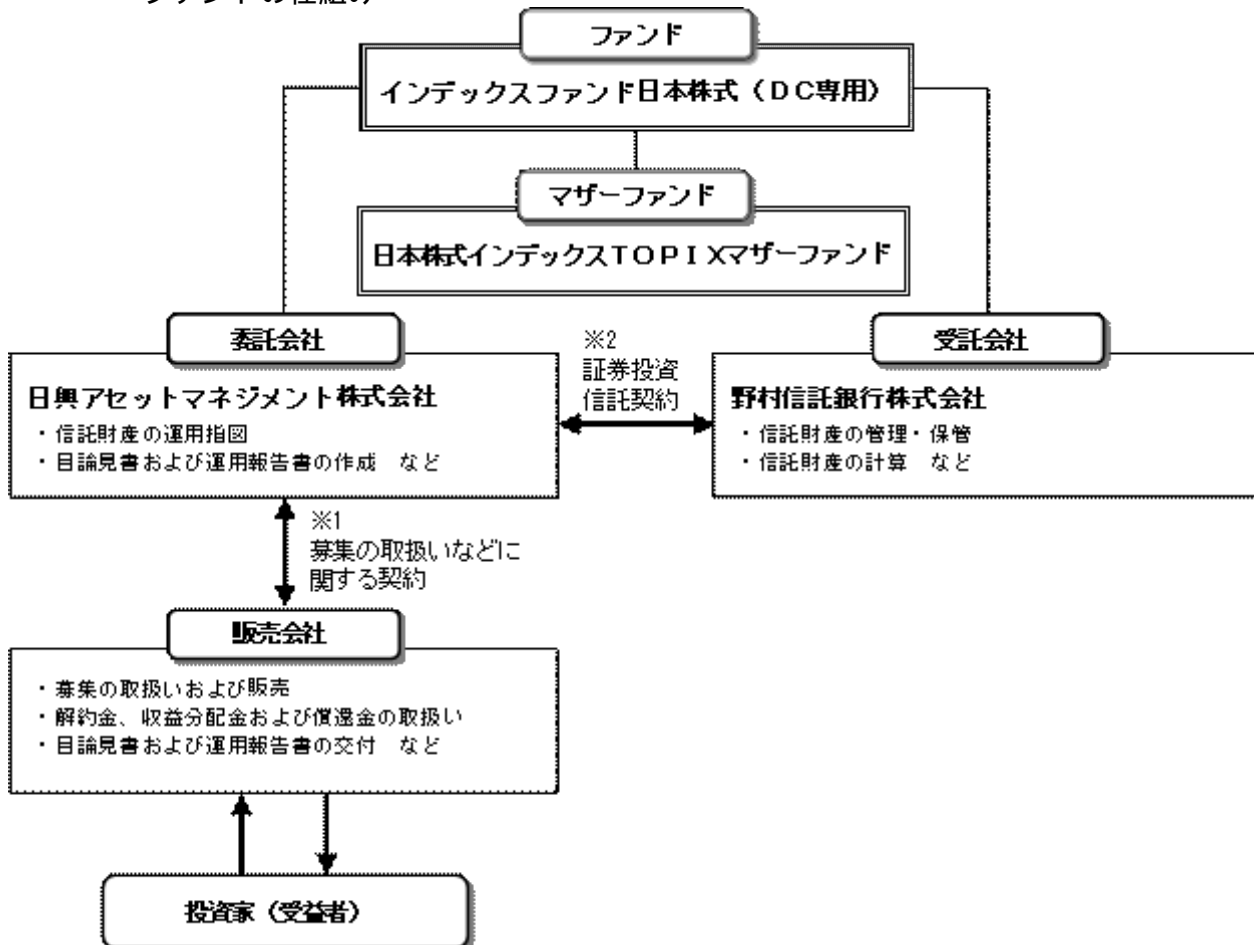 ファンドの仕組み
ファンド
インデックスファンド日本株式（ＤＣ専用）
マザーファンド
日本株式インデックスＴＯＰＩＸマザーファンド
委託会社
日興アセットマネジメント株式会社
・信託財産の運用指図
・目論見書および運用報告書の作成　など
※2
証券投資
信託契約
受託会社
野村信託銀行株式会社
・信託財産の管理・保管
・信託財産の計算　など
※1
募集の取扱いなどに
関する契約
販売会社
・募集の取扱いおよび販売
・解約金、収益分配金および償還金の取扱い
・目論見書および運用報告書の交付　など
投資家（受益者）